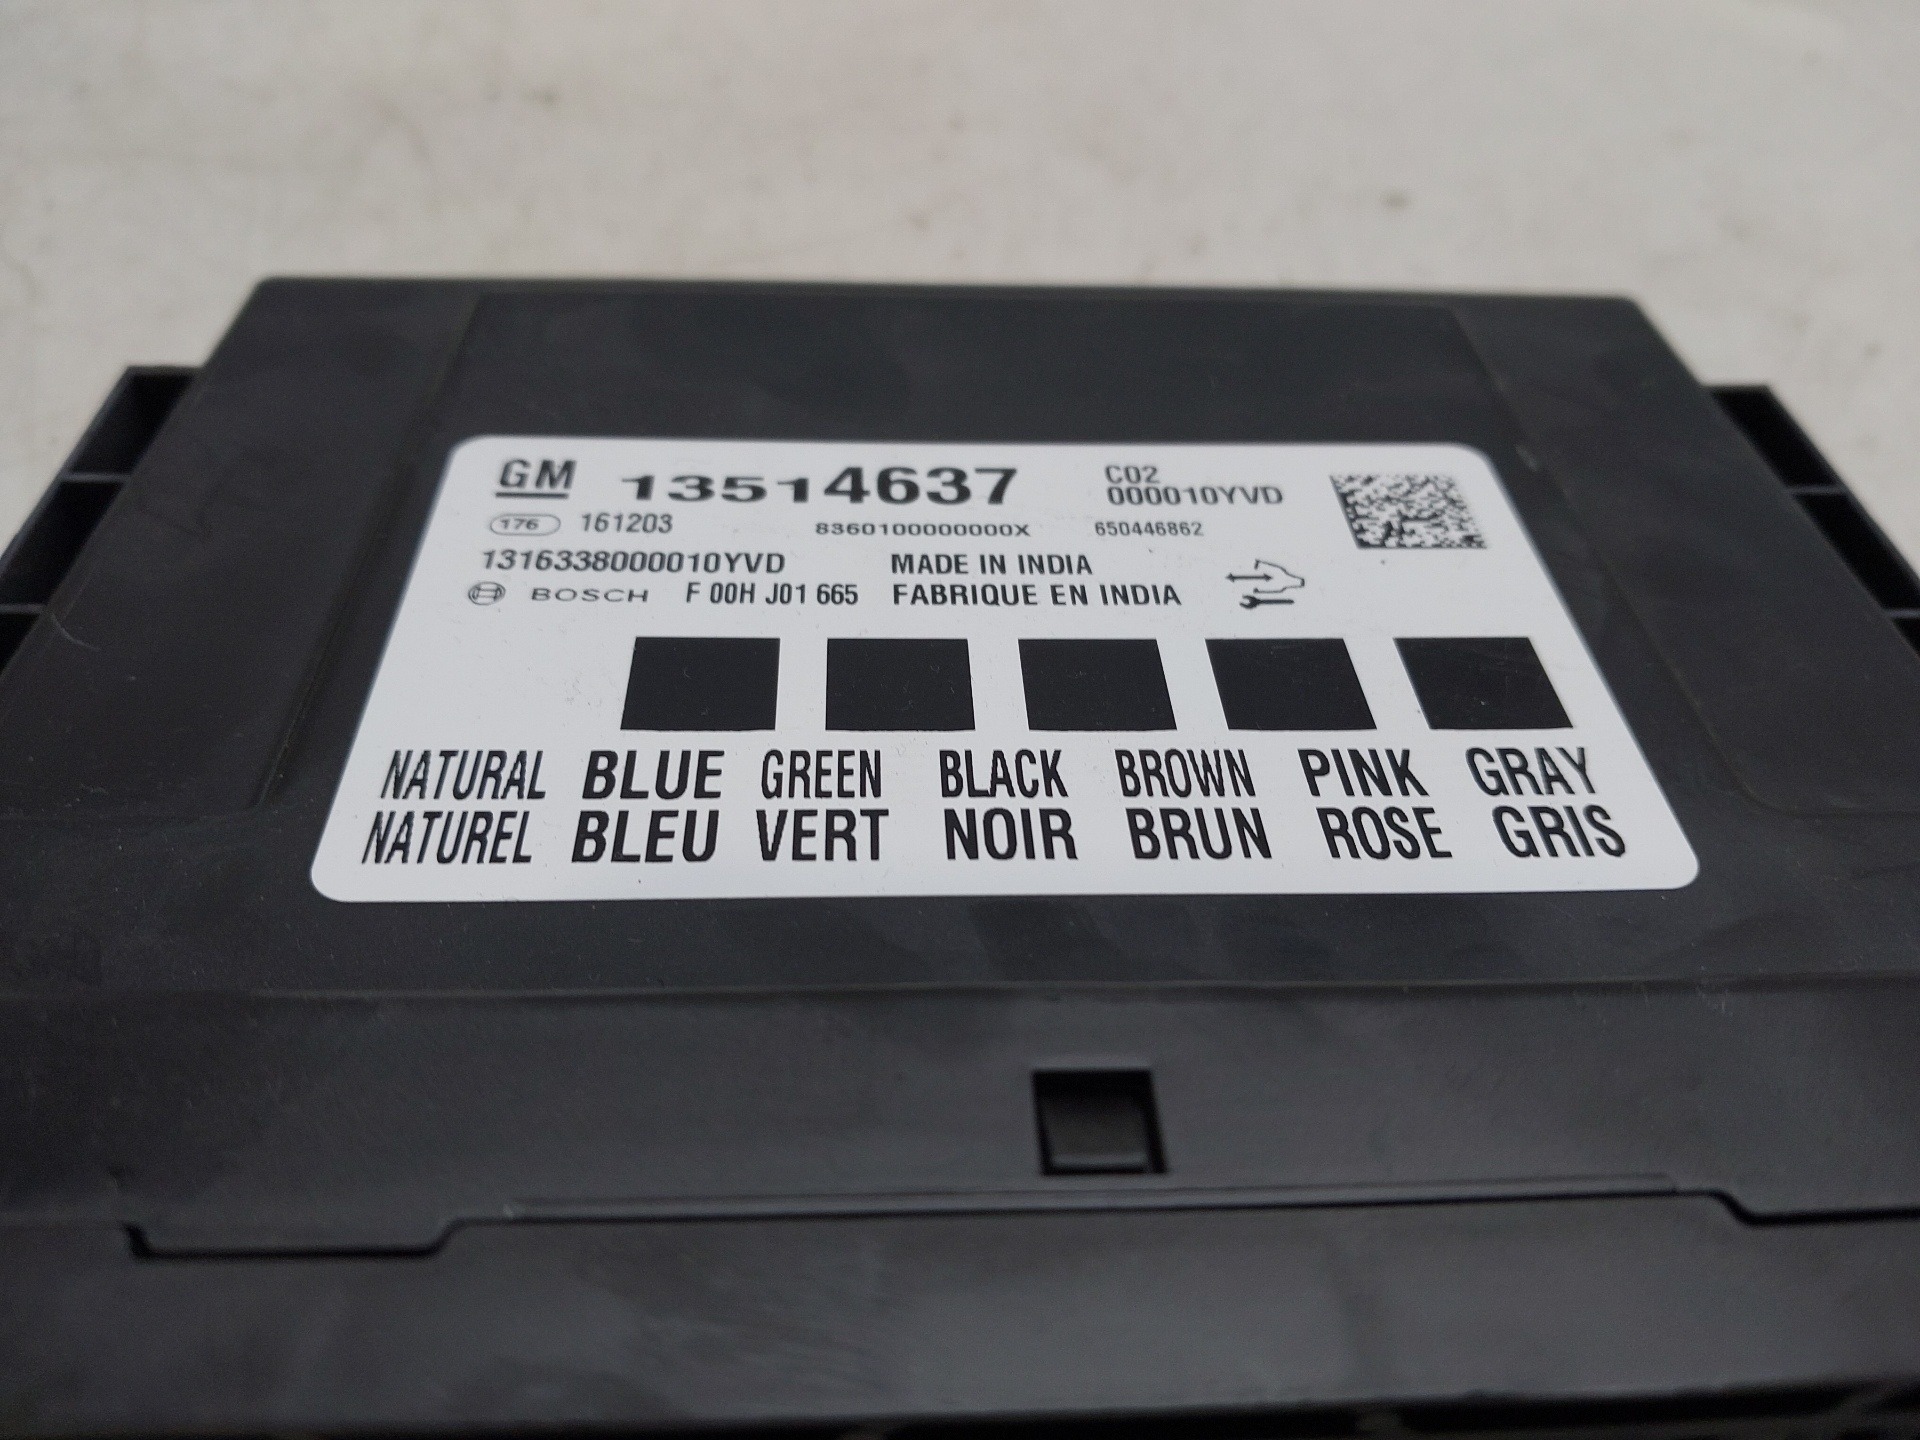 GM 13514637 C02
000010YVD
176 161203 8360100000000X 650446862
1316338000010YVD MADE IN INDIA
BOSCH F 00H J01 665 FABRIQUE EN INDIA
NATURAL BLUE GREEN BLACK BROWN PINK GRAY
NATUREL BLEU VERT NOIR BRUN ROSE GRIS